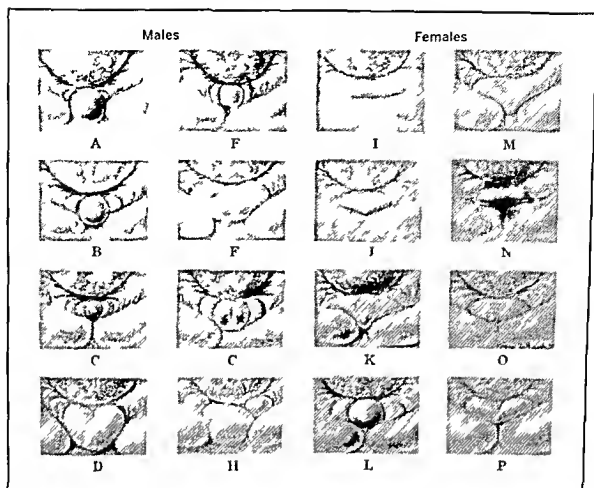 Males Females
A F I M
B F J N
C C K O
D H L P